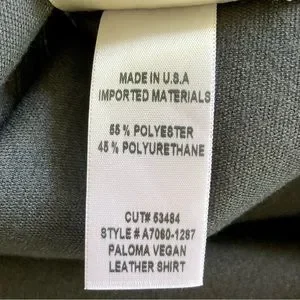 MADE IN U.S.A
IMPORTED MATERIALS
55 % POLYESTER
45 % POLYURETHANE
CUT# 53484
STYLE # A7060-1287
PALOMA VEGAN
LEATHER SHIRT